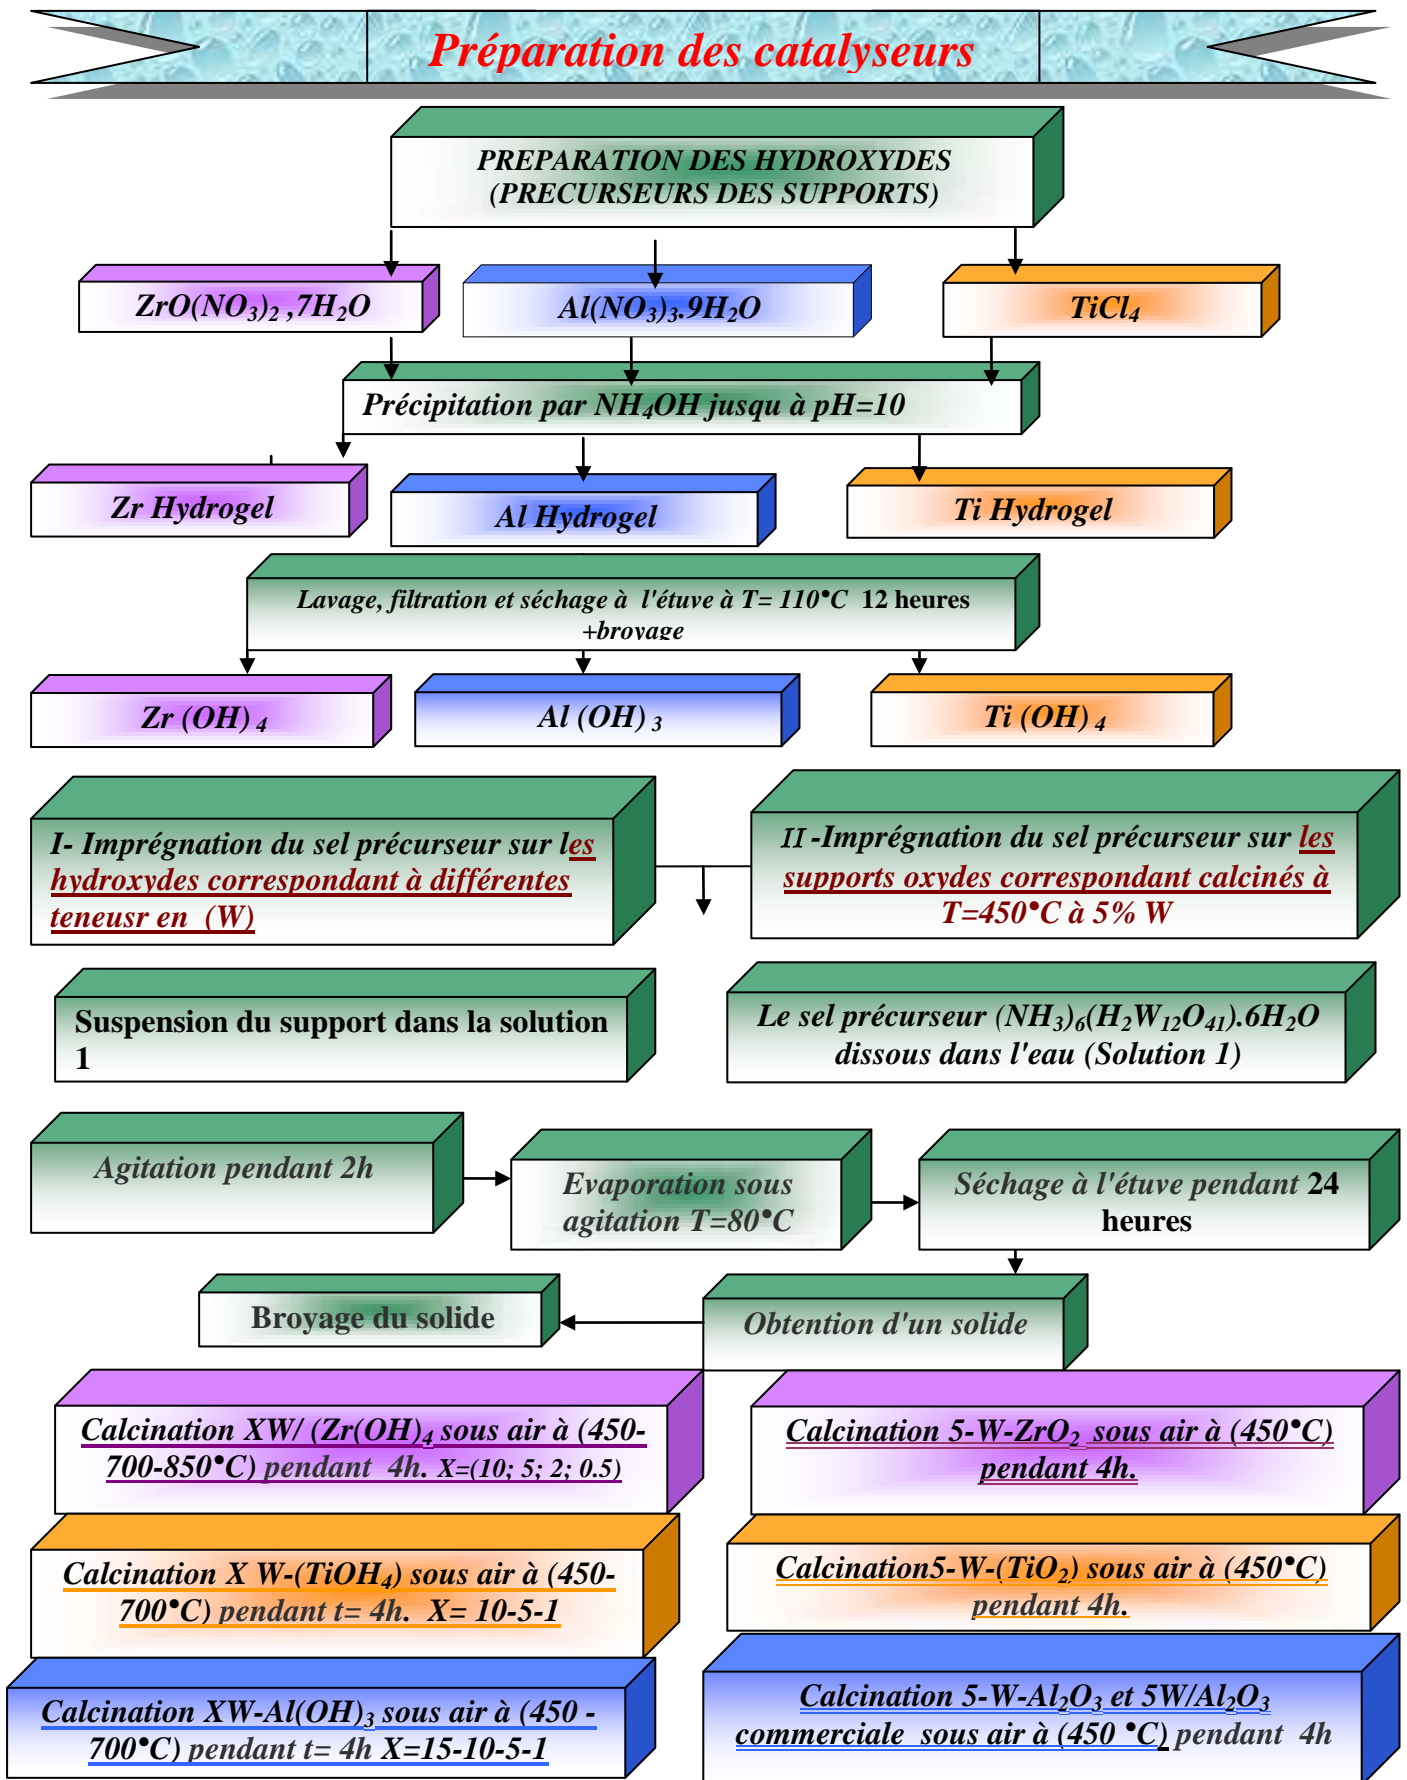 Préparation des catalyseurs
PREPARATION DES HYDROXYDES
(PRECURSEURS DES SUPPORTS)
ZrO(NO₃)₂ ,7H₂O
Al(NO₃)₃.9H₂O
TiCl₄
Précipitation par NH₄OH jusqu à pH=10
Zr Hydrogel
Al Hydrogel
Ti Hydrogel
Lavage, filtration et séchage à l'étuve à T= 110°C 12 heures
+broyage
Zr (OH) ₄
Al (OH) ₃
Ti (OH) ₄
I- Imprégnation du sel précurseur sur les
hydroxydes correspondant à différentes
teneusr en (W)
II -Imprégnation du sel précurseur sur les
supports oxydes correspondant calcinés à
T=450°C à 5% W
Suspension du support dans la solution
1
Le sel précurseur (NH₃)₆(H₂W₁₂O₄₁).6H₂O
dissous dans l'eau (Solution 1)
Agitation pendant 2h
Evaporation sous
agitation T=80°C
Séchage à l'étuve pendant 24
heures
Broyage du solide
Obtention d'un solide
Calcination XW/ (Zr(OH)₄ sous air à (450-
700-850°C) pendant 4h. X=(10; 5; 2; 0.5)
Calcination 5-W-ZrO₂ sous air à (450°C)
pendant 4h.
Calcination X W-(TiOH₄) sous air à (450-
700°C) pendant t= 4h. X= 10-5-1
Calcination5-W-(TiO₂) sous air à (450°C)
pendant 4h.
Calcination XW-Al(OH)₃ sous air à (450 -
700°C) pendant t= 4h X=15-10-5-1
Calcination 5-W-Al₂O₃ et 5W/Al₂O₃
commerciale sous air à (450 °C) pendant 4h